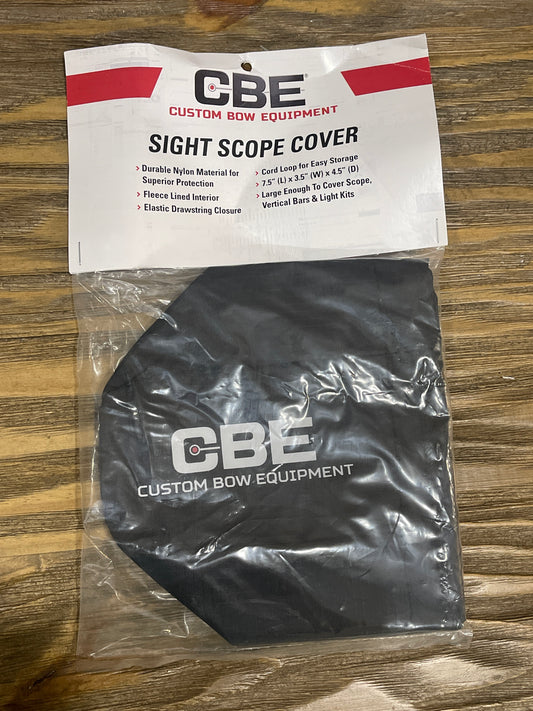 CBE
CUSTOM BOW EQUIPMENT
SIGHT SCOPE COVER
› Durable Nylon Material for
Superior Protection
› Fleece Lined Interior
› Elastic Drawstring Closure
› Cord Loop for Easy Storage
› 7.5" (L) x 3.5" (W) x 4.5" (D)
› Large Enough To Cover Scope,
Vertical Bars & Light Kits
CBE
CUSTOM BOW EQUIPMENT